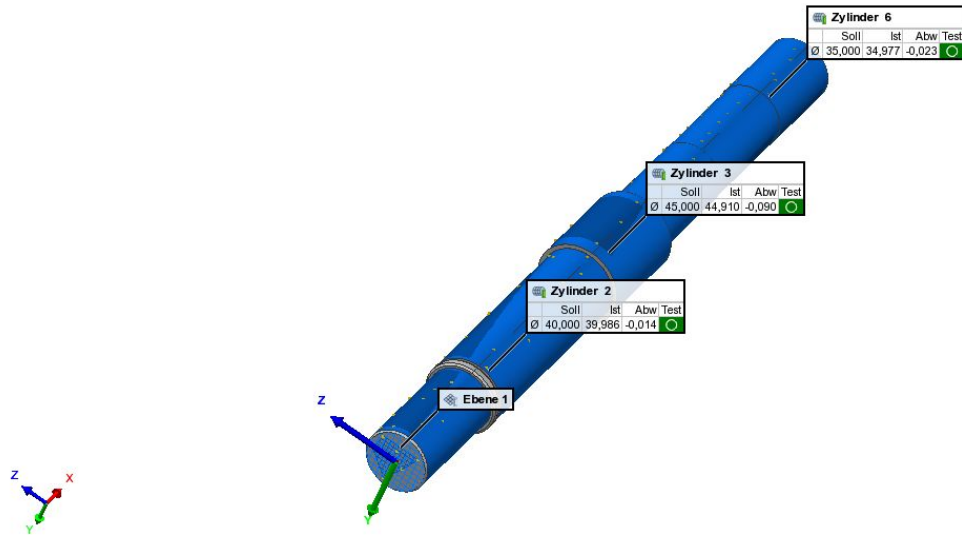 Zylinder 6
Soll Ist Abw Test
Ø 35,000 34,977 -0,023
Zylinder 3
Soll Ist Abw Test
Ø 45,000 44,910 -0,090
Zylinder 2
Soll Ist Abw Test
Ø 40,000 39,986 -0,014
Ebene 1
Z
Y
Z
X
Y